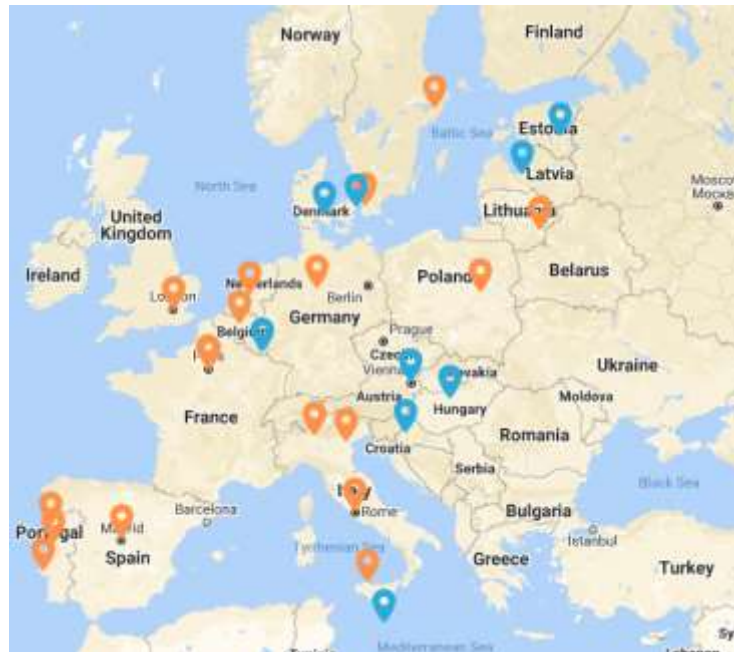 Norway
Finland
Baltic Sea
Estonia
Latvia
Moscow
Москва
North Sea
Denmark
Lithuania
United
Kingdom
Ireland
London
Netherlands
Berlin
Poland
Belarus
Germany
Belgium
Prague
Ukraine
Vienna
Slovakia
Austria
Hungary
Moldova
France
Romania
Croatia
Serbia
Black Sea
Barcelona
Italy
Rome
Bulgaria
Portugal
Madrid
Spain
Istanbul
Tyrrhenian Sea
Greece
Turkey
Mediterranean Sea